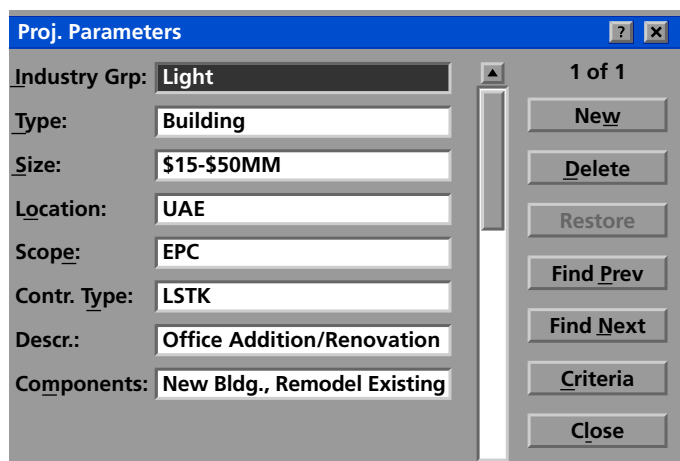 Proj. Parameters ? X
1 of 1
Industry Grp: Light
Type: Building
Size: $15-$50MM
Location: UAE
Scope: EPC
Contr. Type: LSTK
Descr.: Office Addition/Renovation
Components: New Bldg., Remodel Existing
New
Delete
Restore
Find Prev
Find Next
Criteria
Close